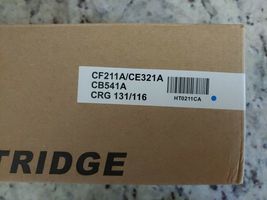 CF211A/CE321A
CB541A
CRG 131/116
HT0211CA
TRIDGE